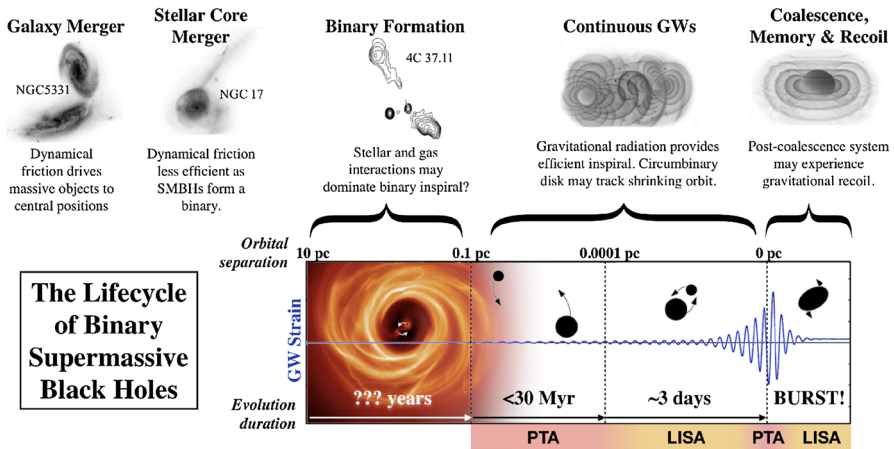 Galaxy Merger
NGC5331
Dynamical
friction drives
massive objects to
central positions
Stellar Core
Merger
NGC 17
Dynamical friction
less efficient as
SMBHs form a
binary.
Binary Formation
4C 37.11
Stellar and gas
interactions may
dominate binary inspiral?
Continuous GWs
Gravitational radiation provides
efficient inspiral. Circumbinary
disk may track shrinking orbit.
Coalescence,
Memory & Recoil
Post-coalescence system
may experience
gravitational recoil.
The Lifecycle
of Binary
Supermassive
Black Holes
Orbital
separation
10 pc
0.1 pc
0.0001 pc
0 pc
GW Strain
Evolution
duration
??? years
<30 Myr
~3 days
BURST!
PTA
LISA
PTA
LISA